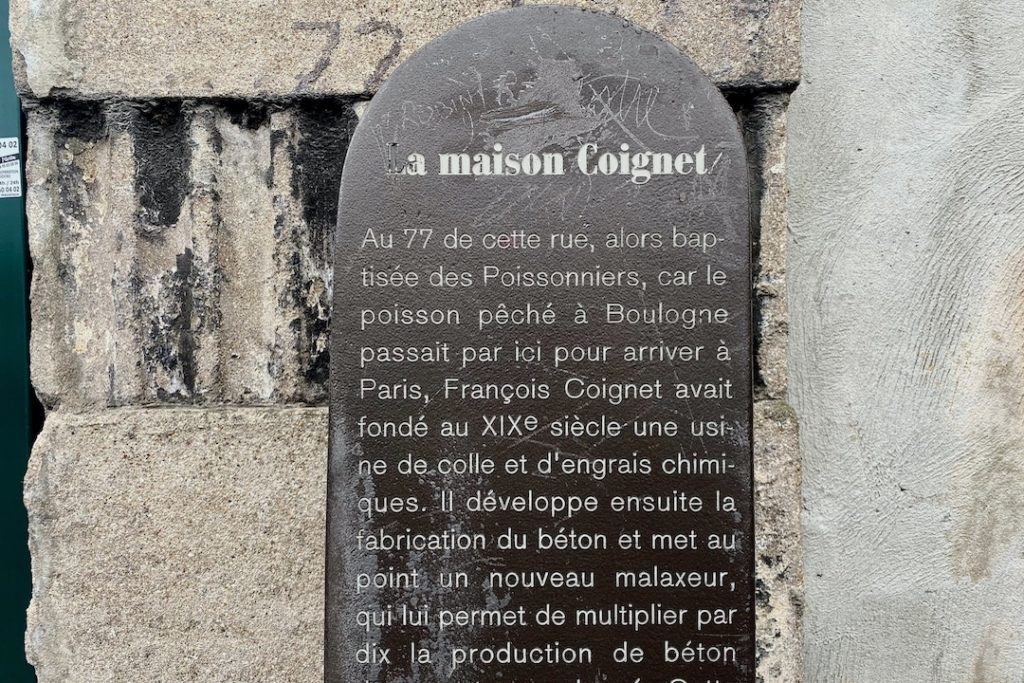 72
04 02
La maison Coignet
Au 77 de cette rue, alors bap-
tisée des Poissonniers, car le
poisson pêché à Boulogne
passait par ici pour arriver à
Paris, François Coignet avait
fondé au XIXe siècle une usi-
ne de colle et d'engrais chimi-
ques. Il développe ensuite la
fabrication du béton et met au
point un nouveau malaxeur,
qui lui permet de multiplier par
dix la production de béton